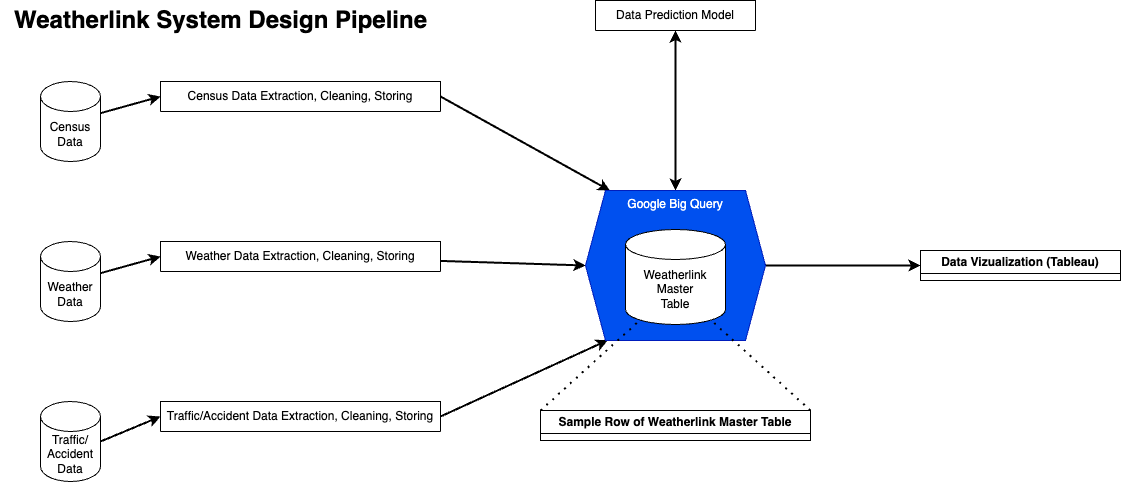 Weatherlink System Design Pipeline
Data Prediction Model
Census Data Extraction, Cleaning, Storing
Census
Data
Google Big Query
Weather Data Extraction, Cleaning, Storing
Weather
Data
Weatherlink
Master
Table
Data Vizualization (Tableau)
Traffic/Accident Data Extraction, Cleaning, Storing
Traffic/
Accident
Data
Sample Row of Weatherlink Master Table